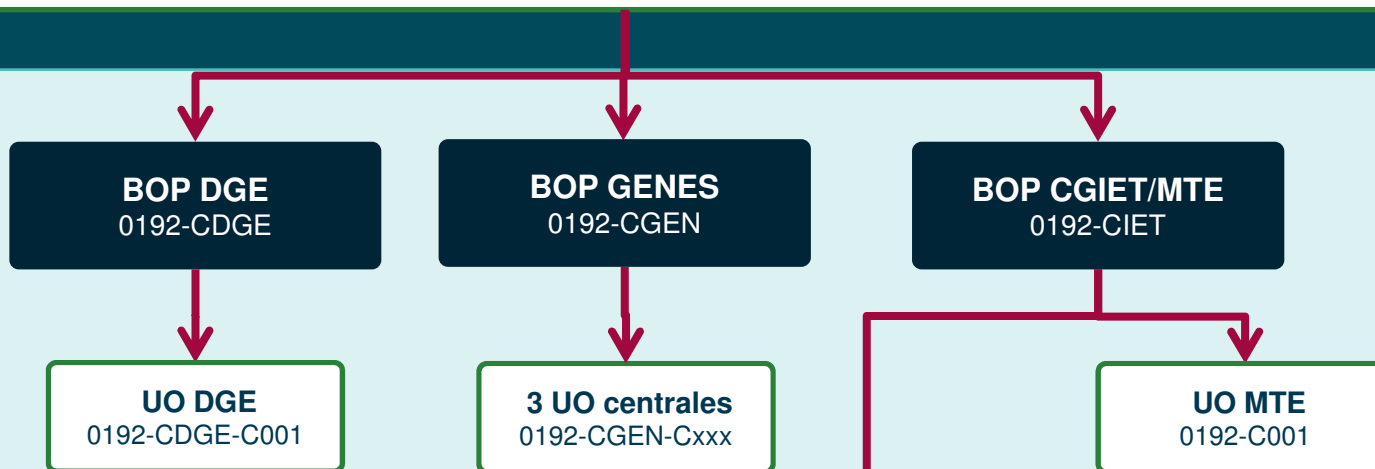 BOP DGE
0192-CDGE
BOP GENES
0192-CGEN
BOP CGIET/MTE
0192-CIET
UO DGE
0192-CDGE-C001
3 UO centrales
0192-CGEN-Cxxx
UO MTE
0192-C001